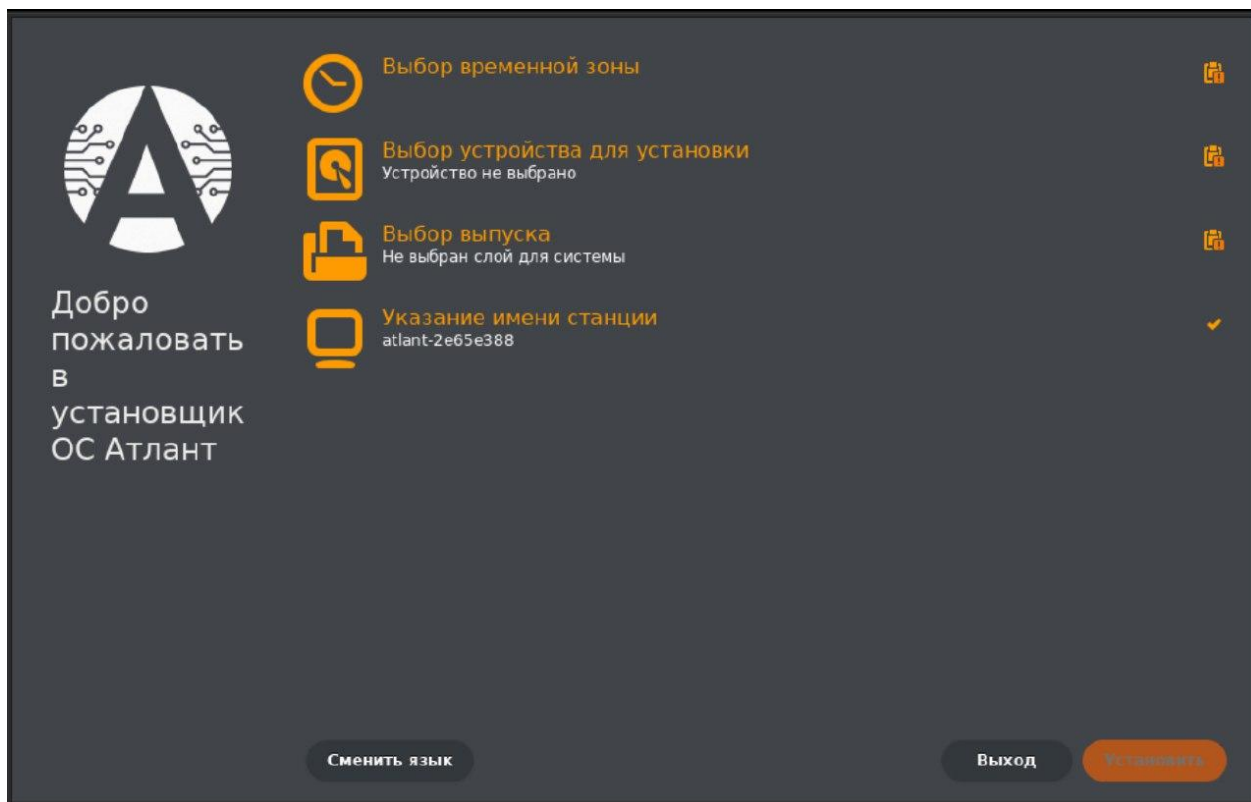 Добро
пожаловать
в
установщик
ОС Атлант
Выбор временной зоны
Выбор устройства для установки
Устройство не выбрано
Выбор выпуска
Не выбран слой для системы
Указание имени станции
atlant-2e65e388
Сменить язык
Выход
Установить